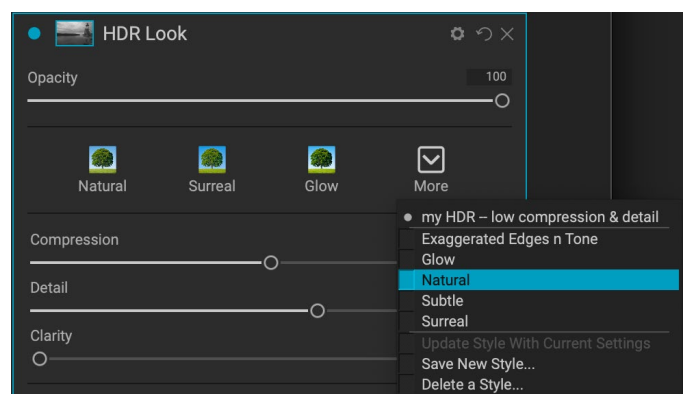 HDR Look
Opacity
100
Natural Surreal Glow More
my HDR – low compression & detail
Compression
Exaggerated Edges n Tone
Glow
Natural
Detail
Subtle
Surreal
Clarity
Update Style With Current Settings
Save New Style...
Delete a Style...